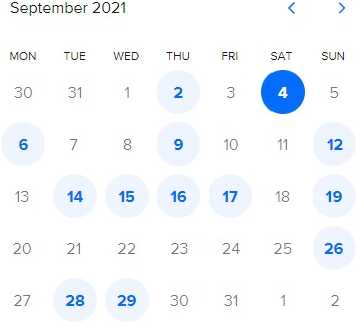 September 2021
MON TUE WED THU FRI SAT SUN
30 31 1 2 3 4 5
6 7 8 9 10 11 12
13 14 15 16 17 18 19
20 21 22 23 24 25 26
27 28 29 30 31 1 2